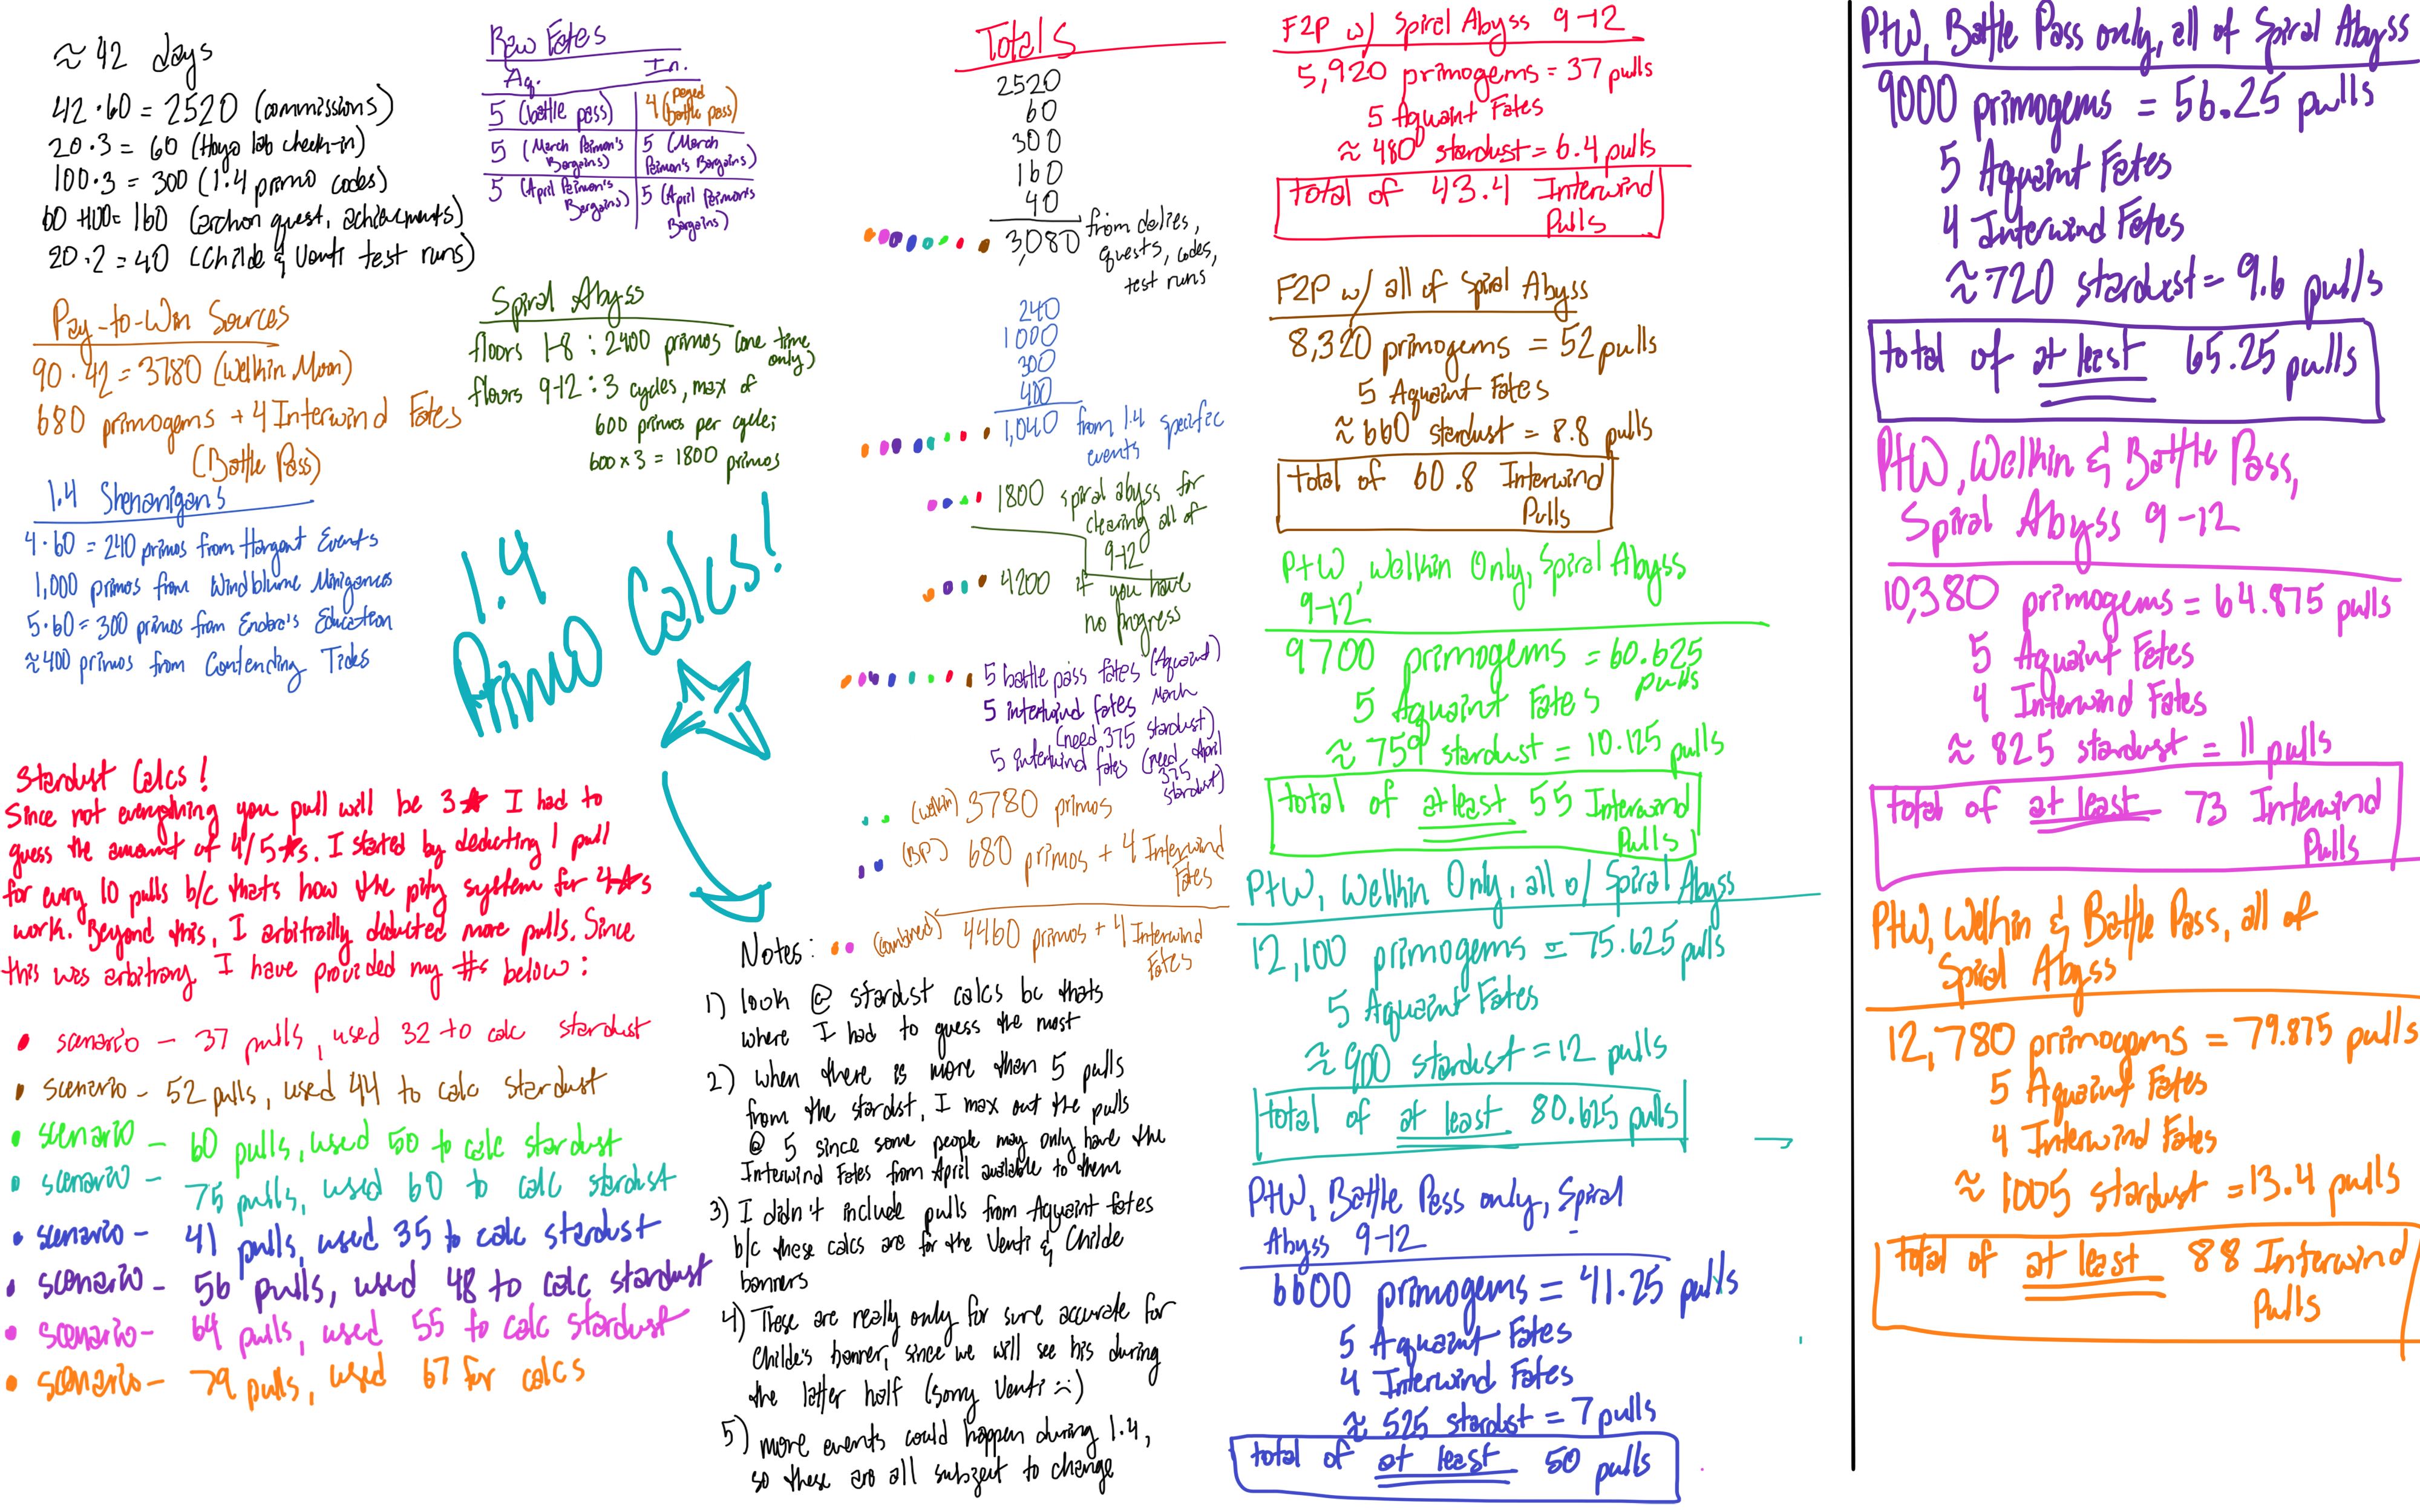 ≈ 42 days
42·60 = 2520 (commissions)
20·3 = 60 (Hoyo lab check-in)
100·3 = 300 (1.4 primo codes)
60 +100= 160 (archon quest, achievments)
20·2 = 40 (Childe & Venti test runs)
Pay-to-Win Sources
90·42 = 3780 (Welkin Moon)
680 primogems + 4 Interwind Fates
(Battle Pass)
1.4 Shenanigans
4·60 = 240 primos from Hangout Events
1,000 primos from Windblume Minigames
5·60 = 300 primos from Enobo's Education
≈400 primos from Contending Tides
Raw Fates
Aq. In.
5 (battle pass) 4 (payed battle pass)
5 (March Paimon's Bargains) 5 (March Paimon's Bargains)
5 (April Paimon's Bargains) 5 (April Paimon's Bargains)
Spiral Abyss
floors 1-8 : 2400 primos (one time only)
floors 9-12 : 3 cycles, max of
600 primos per cycle;
600 x 3 = 1800 primos
1.4
Primo Calcs!
Stardust Calcs!
Since not everything you pull will be 3★ I had to
guess the amount of 4/5★s. I started by deducting 1 pull
for every 10 pulls b/c thats how the pity system for 4★s
work. Beyond this, I arbitrarily deducted more pulls. Since
this was arbitrary, I have provided my #s below:
• scenario – 37 pulls, used 32 to calc stardust
• scenario – 52 pulls, used 44 to calc stardust
• scenario – 60 pulls, used 50 to calc stardust
• scenario – 75 pulls, used 60 to calc stardust
• scenario – 41 pulls, used 35 to calc stardust
• scenario – 56 pulls, used 48 to calc stardust
• scenario – 64 pulls, used 55 to calc stardust
• scenario – 79 pulls, used 67 for calcs
Totals
2520
60
300
160
40
3,080 from dailies,
quests, codes,
test runs
240
1000
300
400
1,040 from 1.4 specific
events
1800 spiral abyss for
clearing all of
9-12
4200 if you have
no progress
5 battle pass fates (Aquaint)
5 interwind fates March
(need 375 stardust)
5 interwind fates (need April
375
stardust)
(welkin) 3780 primos
(BP) 680 primos + 4 Interwind
Fates
(combined) 4460 primos + 4 Interwind
Fates
Notes:
1) look @ stardust calcs bc thats
where I had to guess the most
2) when there is more than 5 pulls
from the stardust, I max out the pulls
@ 5 since some people may only have the
Interwind Fates from April available to them
3) I didn't include pulls from Aquaint fates
b/c these calcs are for the Venti & Childe
banners
4) These are really only for sure accurate for
Childe's banner, since we will see his during
the latter half (sorry Venti :()
5) more events could happen during 1.4,
so these are all subject to change
F2P w/ Spiral Abyss 9-12
5,920 primogems = 37 pulls
5 Aquaint Fates
≈ 480 stardust = 6.4 pulls
total of 43.4 Interwind
Pulls
F2P w/ all of Spiral Abyss
8,320 primogems = 52 pulls
5 Aquaint Fates
≈ 660 stardust = 8.8 pulls
total of 60.8 Interwind
Pulls
PtW, Welkin Only, Spiral Abyss
9-12
9700 primogems = 60.625
pulls
5 Aquaint Fates
≈ 759 stardust = 10.125 pulls
total of at least 55 Interwind
Pulls
PtW, Welkin Only, all of Spiral Abyss
12,100 primogems = 75.625 pulls
5 Aquaint Fates
≈ 900 stardust = 12 pulls
total of at least 80.625 pulls
PtW, Battle Pass only, Spiral
Abyss 9-12
6600 primogems = 41.25 pulls
5 Aquaint Fates
4 Interwind Fates
≈ 525 stardust = 7 pulls
total of at least 50 pulls
PtW, Battle Pass only, all of Spiral Abyss
9000 primogems = 56.25 pulls
5 Aquaint Fates
4 Interwind Fates
≈ 720 stardust = 9.6 pulls
total of at least 65.25 pulls
PtW, Welkin & Battle Pass,
Spiral Abyss 9-12
10,380 primogems = 64.875 pulls
5 Aquaint Fates
4 Interwind Fates
≈ 825 stardust = 11 pulls
total of at least 73 Interwind
Pulls
PtW, Welkin & Battle Pass, all of
Spiral Abyss
12,780 primogems = 79.875 pulls
5 Aquaint Fates
4 Interwind Fates
≈ 1005 stardust = 13.4 pulls
total of at least 88 Interwind
Pulls